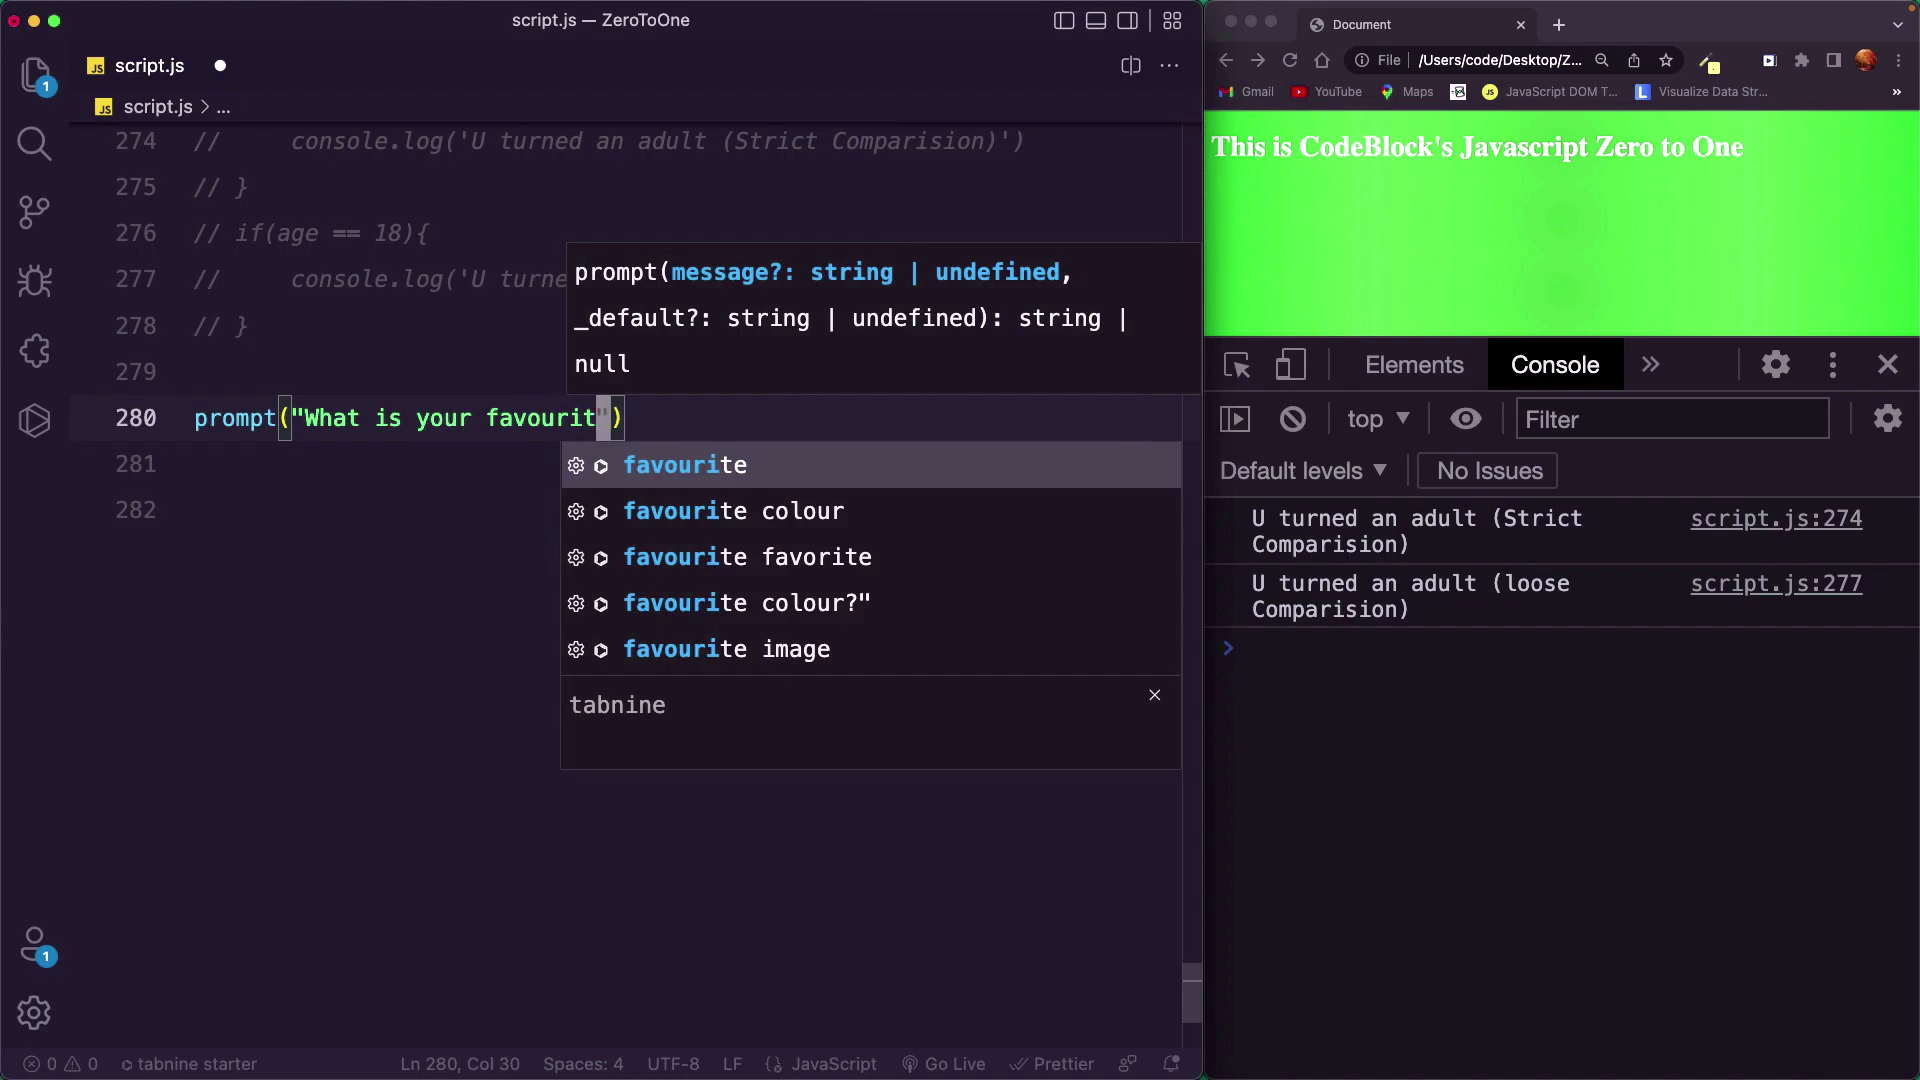 script.js — ZeroToOne
script.js
script.js > ...
274 // console.log('U turned an adult (Strict Comparision)')
275 // }
276 // if(age == 18){
277 // console.log('U turne
278 // }
279
280 prompt("What is your favourit")
281
282
prompt(message?: string | undefined,
_default?: string | undefined): string |
null
favourite
favourite colour
favourite favorite
favourite colour?"
favourite image
tabnine
1
1
0 0 tabnine starter Ln 280, Col 30 Spaces: 4 UTF-8 LF {} JavaScript Go Live Prettier
Document
File /Users/code/Desktop/Z...
Gmail YouTube Maps JavaScript DOM T... Visualize Data Str... »
This is CodeBlock's Javascript Zero to One
Elements Console
top Filter
Default levels No Issues
U turned an adult (Strict script.js:274
Comparision)
U turned an adult (loose script.js:277
Comparision)